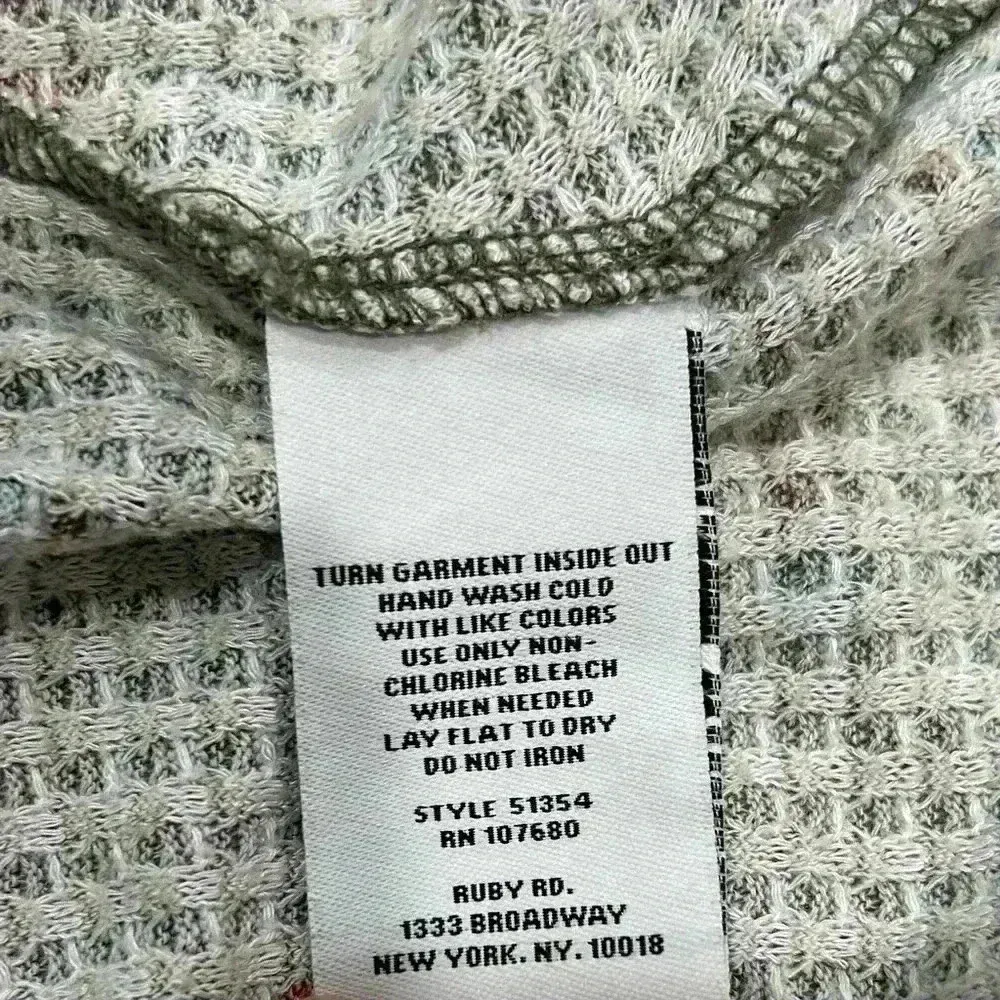 TURN GARMENT INSIDE OUT
HAND WASH COLD
WITH LIKE COLORS
USE ONLY NON-
CHLORINE BLEACH
WHEN NEEDED
LAY FLAT TO DRY
DO NOT IRON
STYLE 51354
RN 107680
RUBY RD.
1333 BROADWAY
NEW YORK. NY. 10018